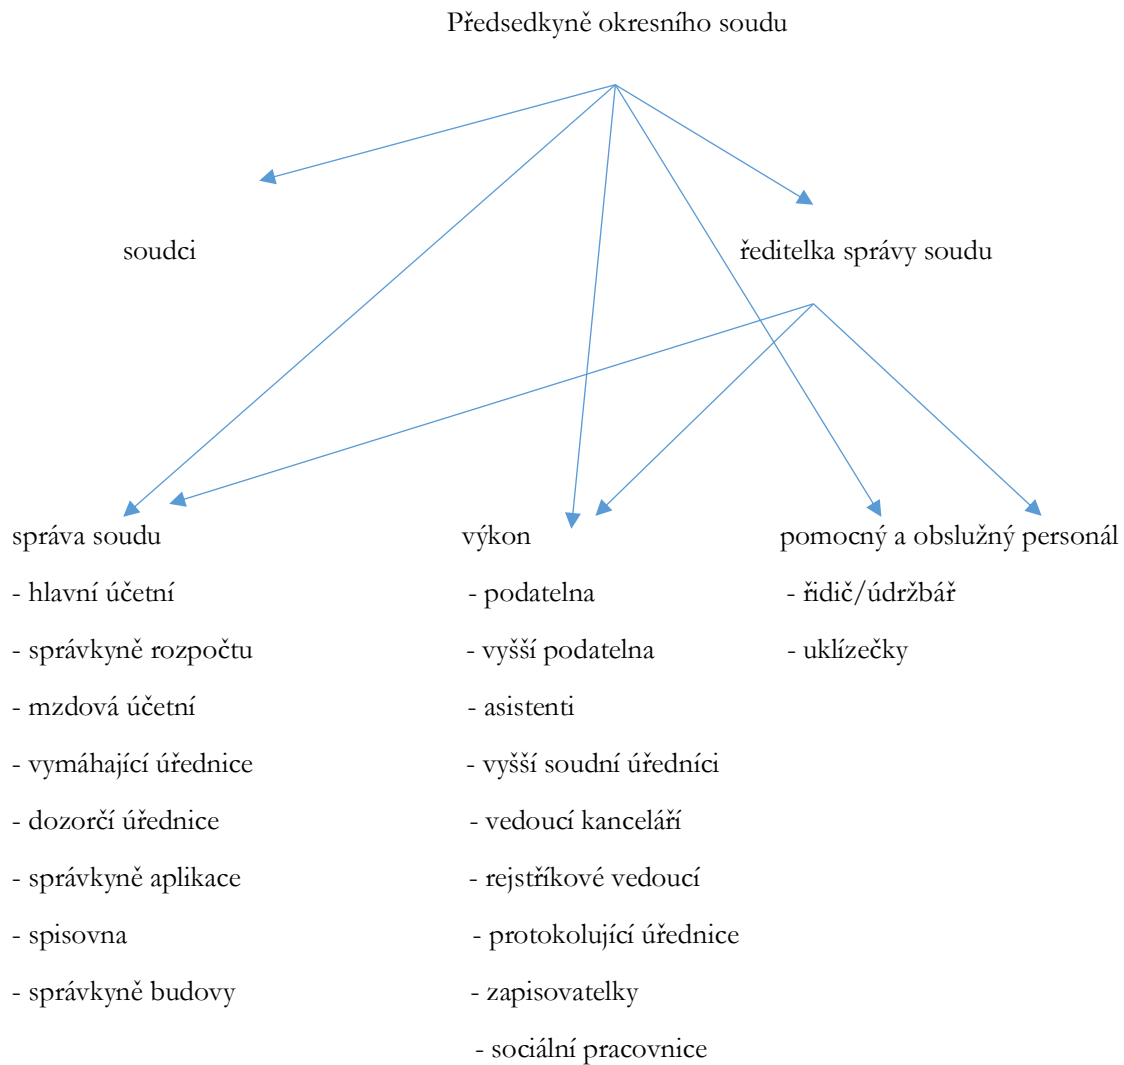 Předsedkyně okresního soudu
soudci
ředitelka správy soudu
správa soudu
- hlavní účetní
- správkyně rozpočtu
- mzdová účetní
- vymáhající úřednice
- dozorčí úřednice
- správkyně aplikace
- spisovna
- správkyně budovy
výkon
- podatelna
- vyšší podatelna
- asistenti
- vyšší soudní úředníci
- vedoucí kanceláří
- rejstříkové vedoucí
- protokolující úřednice
- zapisovatelky
- sociální pracovnice
pomocný a obslužný personál
- řidič/údržbář
- uklízečky